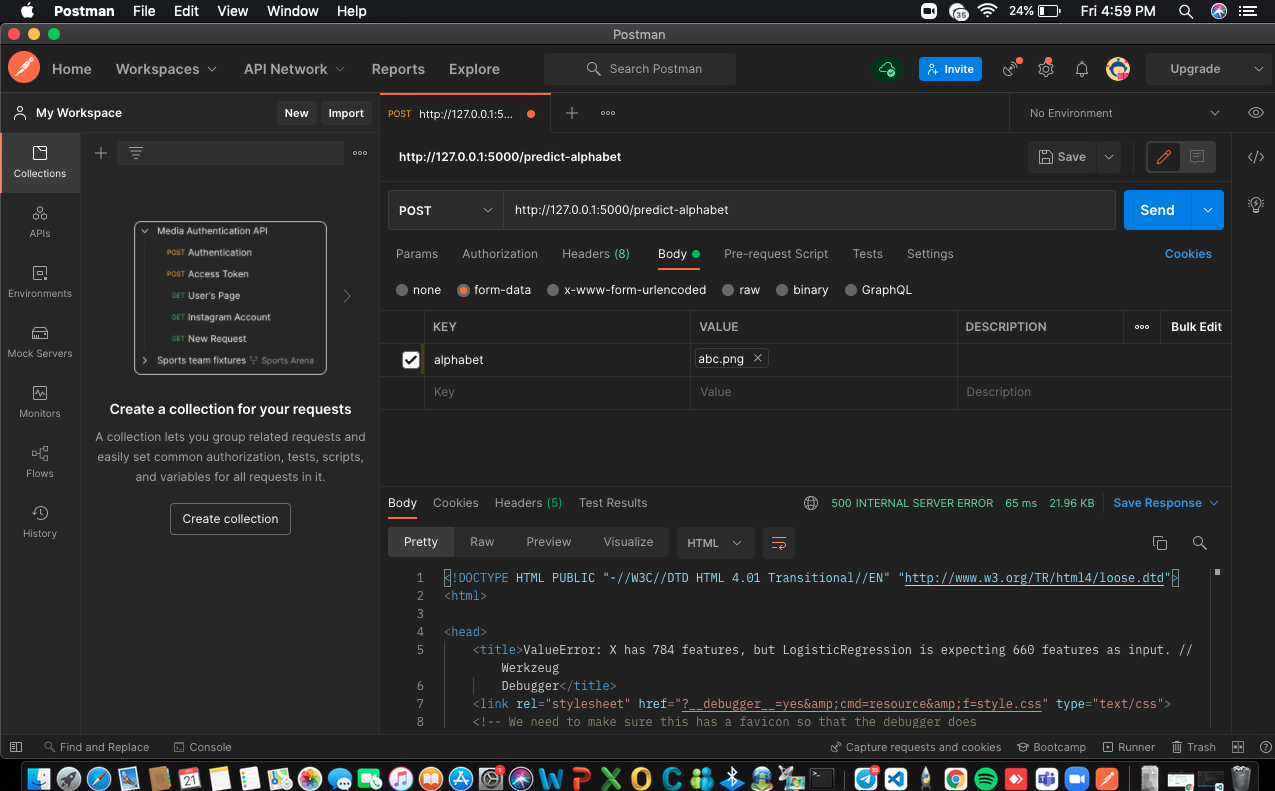 Postman File Edit View Window Help 35 24% Fri 4:59 PM
Postman
Home Workspaces API Network Reports Explore Search Postman Invite Upgrade
My Workspace New Import POST http://127.0.0.1:5... No Environment
Collections
APIs
Environments
Mock Servers
Monitors
Flows
History
Media Authentication API
POST Authentication
POST Access Token
GET User's Page
GET Instagram Account
GET New Request
Sports team fixtures Sports Arena
Create a collection for your requests
A collection lets you group related requests and
easily set common authorization, tests, scripts,
and variables for all requests in it.
Create collection
http://127.0.0.1:5000/predict-alphabet Save
POST http://127.0.0.1:5000/predict-alphabet Send
Params Authorization Headers (8) Body Pre-request Script Tests Settings Cookies
none form-data x-www-form-urlencoded raw binary GraphQL
KEY VALUE DESCRIPTION Bulk Edit
alphabet abc.png
Key Value Description
Body Cookies Headers (5) Test Results 500 INTERNAL SERVER ERROR 65 ms 21.96 KB Save Response
Pretty Raw Preview Visualize HTML
1 <!DOCTYPE HTML PUBLIC "-//W3C//DTD HTML 4.01 Transitional//EN" "http://www.w3.org/TR/html4/loose.dtd">
2 <html>
3
4 <head>
5 <title>ValueError: X has 784 features, but LogisticRegression is expecting 660 features as input. //
Werkzeug
6 Debugger</title>
7 <link rel="stylesheet" href="?__debugger__=yes&amp;cmd=resource&amp;f=style.css" type="text/css">
8 <!-- We need to make sure this has a favicon so that the debugger does
Find and Replace Console Capture requests and cookies Bootcamp Runner Trash
21